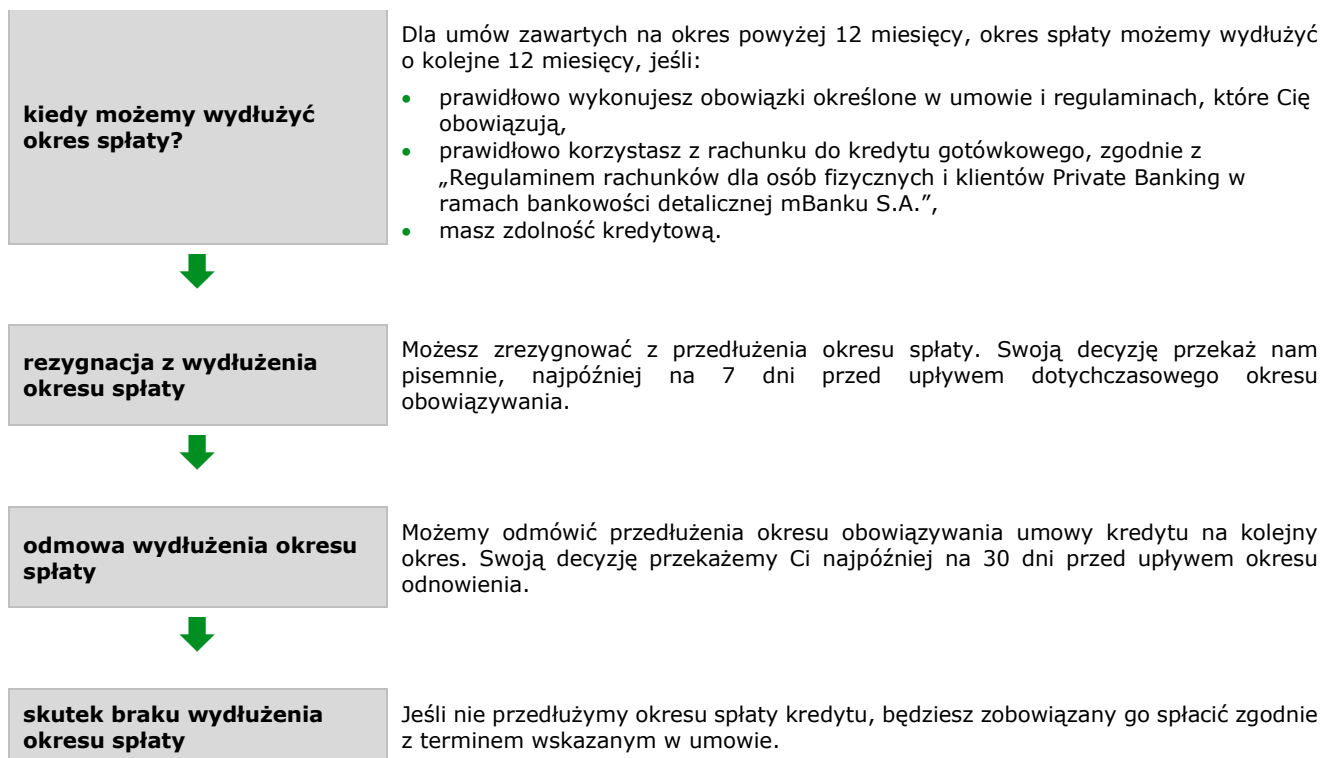 kiedy możemy wydłużyć
okres spłaty?
Dla umów zawartych na okres powyżej 12 miesięcy, okres spłaty możemy wydłużyć
o kolejne 12 miesięcy, jeśli:
• prawidłowo wykonujesz obowiązki określone w umowie i regulaminach, które Cię
obowiązują,
• prawidłowo korzystasz z rachunku do kredytu gotówkowego, zgodnie z
„Regulaminem rachunków dla osób fizycznych i klientów Private Banking w
ramach bankowości detalicznej mBanku S.A.”,
• masz zdolność kredytową.
rezygnacja z wydłużenia
okresu spłaty
Możesz zrezygnować z przedłużenia okresu spłaty. Swoją decyzję przekaż nam
pisemnie, najpóźniej na 7 dni przed upływem dotychczasowego okresu
obowiązywania.
odmowa wydłużenia okresu
spłaty
Możemy odmówić przedłużenia okresu obowiązywania umowy kredytu na kolejny
okres. Swoją decyzję przekażemy Ci najpóźniej na 30 dni przed upływem okresu
odnowienia.
skutek braku wydłużenia
okresu spłaty
Jeśli nie przedłużymy okresu spłaty kredytu, będziesz zobowiązany go spłacić zgodnie
z terminem wskazanym w umowie.